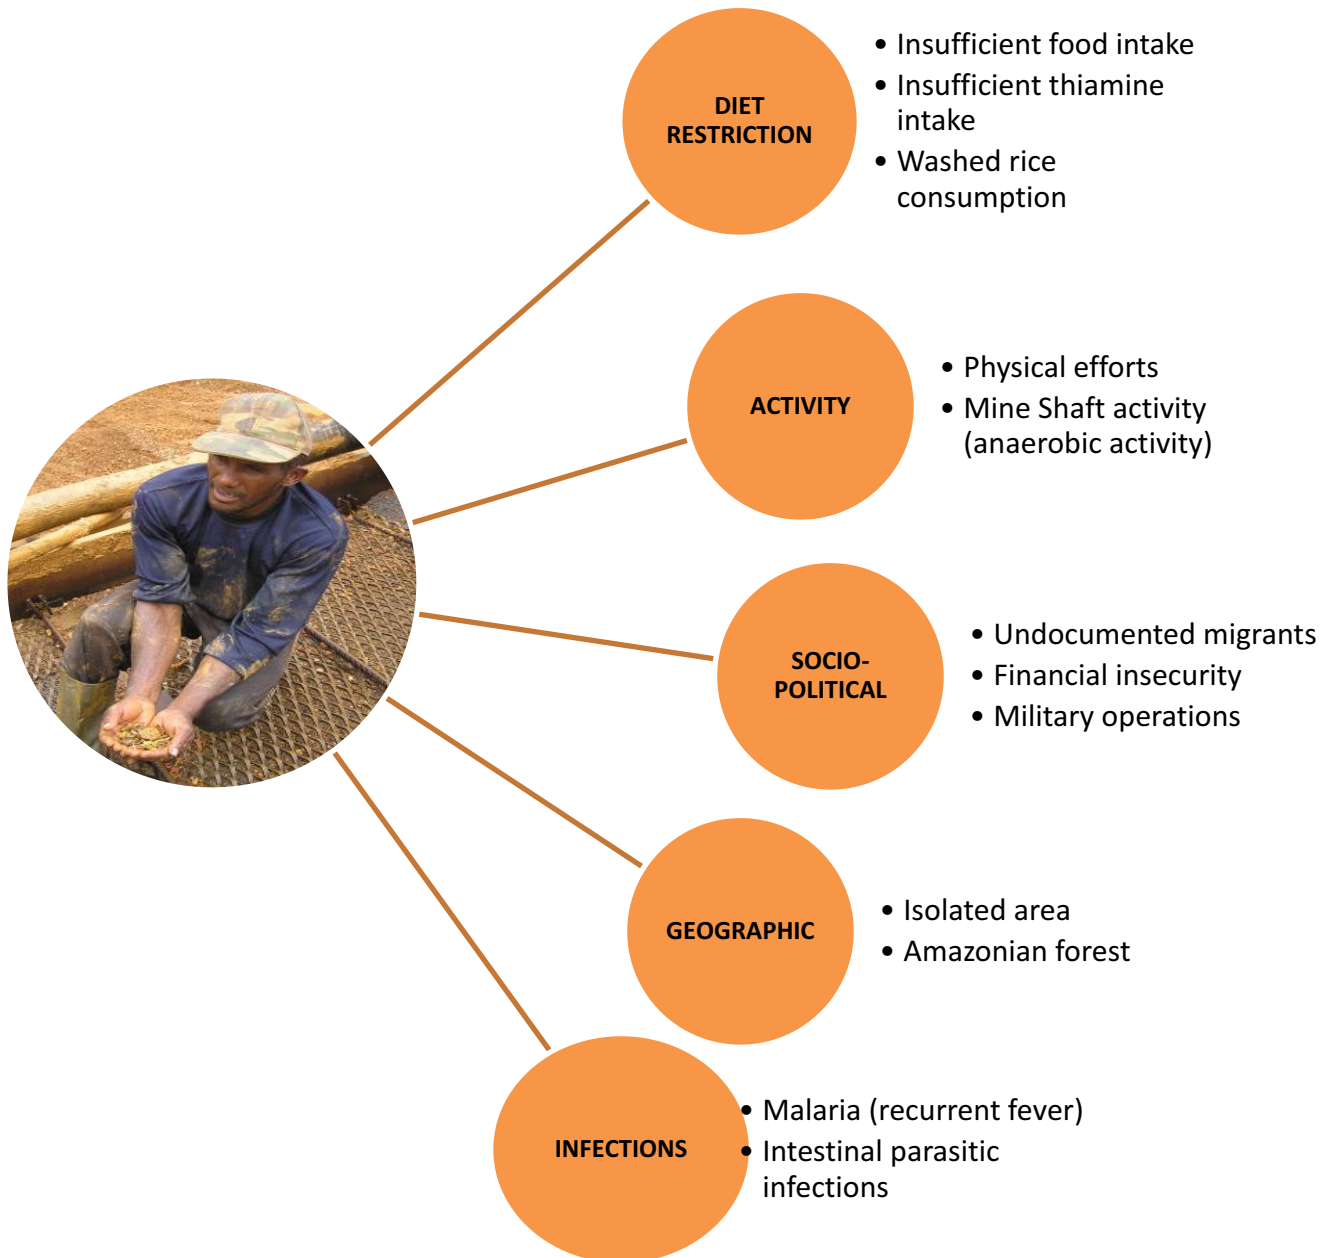 DIET
RESTRICTION
• Insufficient food intake
• Insufficient thiamine
intake
• Washed rice
consumption
ACTIVITY
• Physical efforts
• Mine Shaft activity
(anaerobic activity)
SOCIO-
POLITICAL
• Undocumented migrants
• Financial insecurity
• Military operations
GEOGRAPHIC
• Isolated area
• Amazonian forest
INFECTIONS
• Malaria (recurrent fever)
• Intestinal parasitic
infections